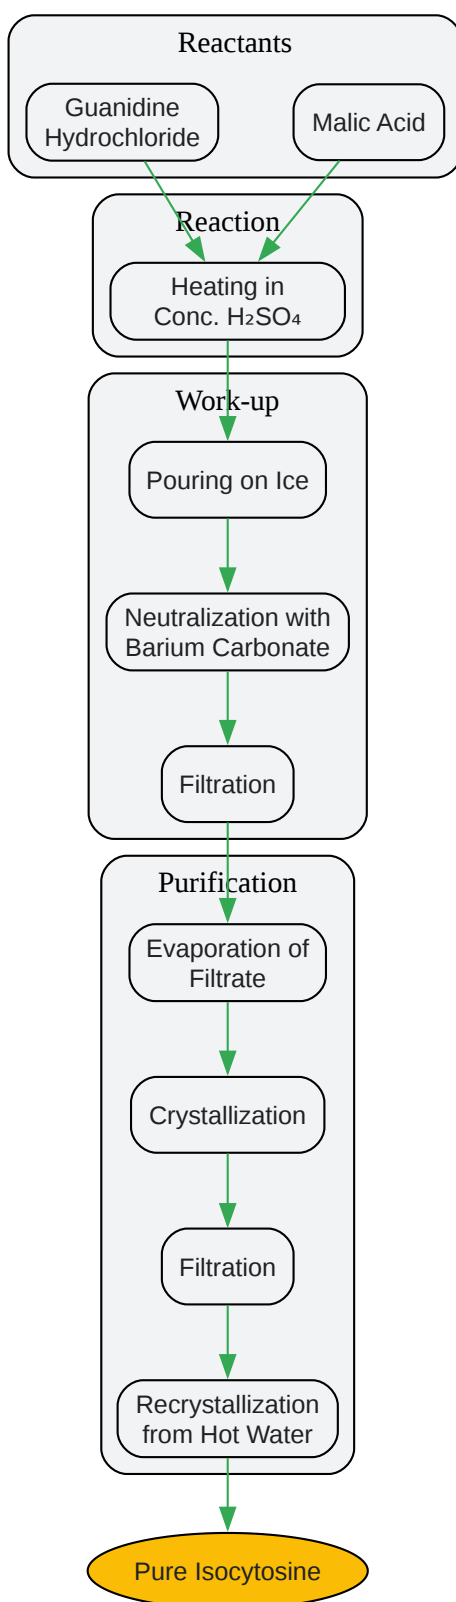 Reactants
Guanidine
Hydrochloride
Malic Acid
Reaction
Heating in
Conc. H₂SO₄
Work-up
Pouring on Ice
Neutralization with
Barium Carbonate
Filtration
Purification
Evaporation of
Filtrate
Crystallization
Filtration
Recrystallization
from Hot Water
Pure Isocytosine